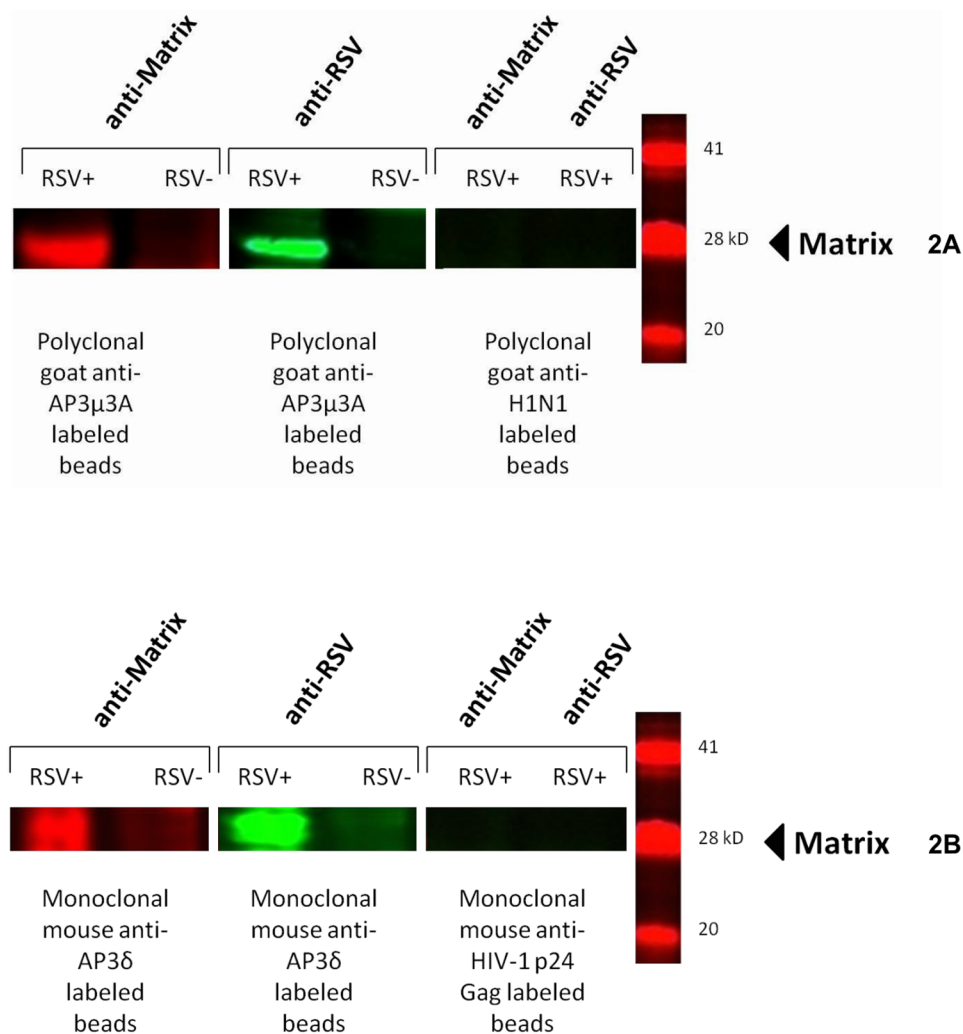 anti-Matrix
anti-RSV
anti-Matrix
anti-RSV
RSV+ RSV-
RSV+ RSV-
RSV+ RSV+
41
28 kD
20
Matrix 2A
Polyclonal
goat anti-
AP3µ3A
labeled
beads
Polyclonal
goat anti-
AP3µ3A
labeled
beads
Polyclonal
goat anti-
H1N1
labeled
beads
anti-Matrix
anti-RSV
anti-Matrix
anti-RSV
RSV+ RSV-
RSV+ RSV-
RSV+ RSV+
41
28 kD
20
Matrix 2B
Monoclonal
mouse anti-
AP3δ
labeled
beads
Monoclonal
mouse anti-
AP3δ
labeled
beads
Monoclonal
mouse anti-
HIV-1 p24
Gag labeled
beads